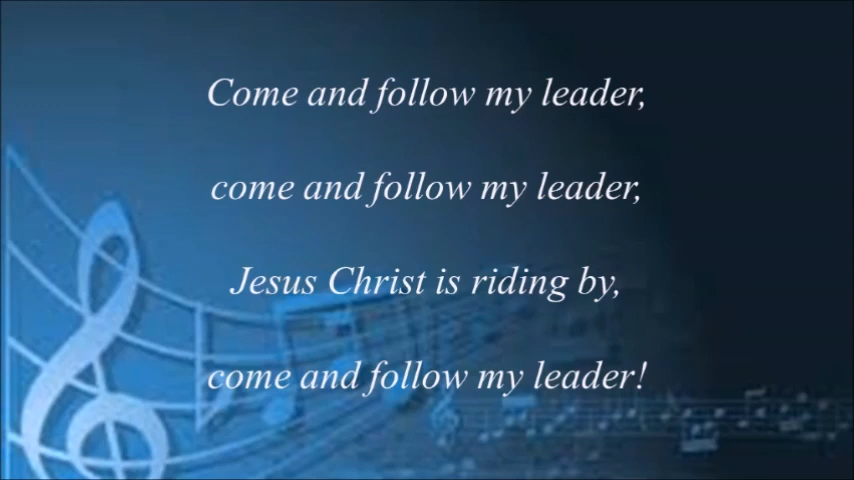 Come and follow my leader,
come and follow my leader,
Jesus Christ is riding by,
come and follow my leader!